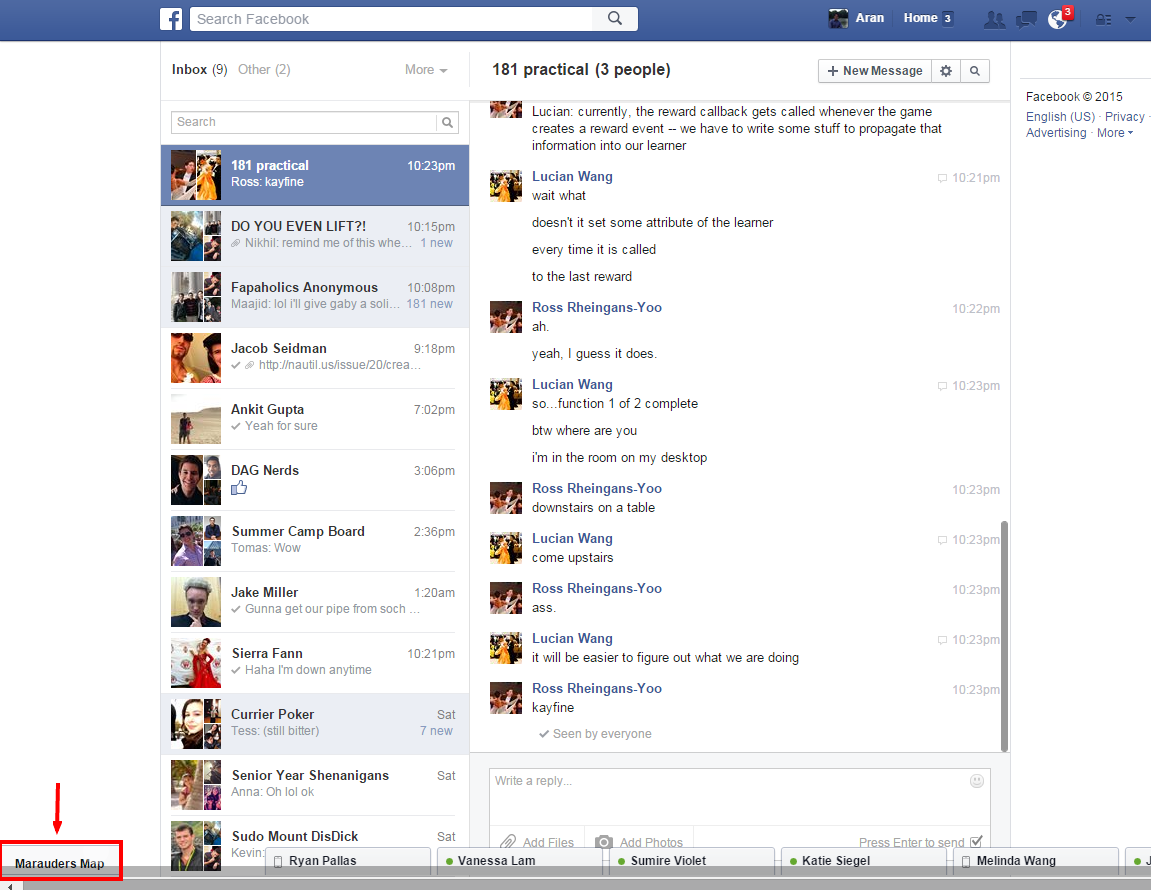 f
Search Facebook
Aran
Home 3
3
Inbox (9) Other (2) More
Search
181 practical 10:23pm
Ross: kayfine
DO YOU EVEN LIFT?! 10:15pm
Nikhil: remind me of this whe... 1 new
Fapaholics Anonymous 10:08pm
Maajid: lol i'll give gaby a soli... 181 new
Jacob Seidman 9:18pm
http://nautil.us/issue/20/crea...
Ankit Gupta 7:02pm
Yeah for sure
DAG Nerds 3:06pm
Summer Camp Board 2:36pm
Tomas: Wow
Jake Miller 1:20am
Gunna get our pipe from soch ...
Sierra Fann 10:21pm
Haha I'm down anytime
Currier Poker Sat
Tess: (still bitter) 7 new
Senior Year Shenanigans Sat
Anna: Oh lol ok
Sudo Mount DisDick Sat
Kevin:
181 practical (3 people)
+ New Message
Lucian: currently, the reward callback gets called whenever the game
creates a reward event -- we have to write some stuff to propagate that
information into our learner
Lucian Wang 10:21pm
wait what
doesn't it set some attribute of the learner
every time it is called
to the last reward
Ross Rheingans-Yoo 10:22pm
ah.
yeah, I guess it does.
Lucian Wang 10:23pm
so...function 1 of 2 complete
btw where are you
i'm in the room on my desktop
Ross Rheingans-Yoo 10:23pm
downstairs on a table
Lucian Wang 10:23pm
come upstairs
Ross Rheingans-Yoo 10:23pm
ass.
Lucian Wang 10:23pm
it will be easier to figure out what we are doing
Ross Rheingans-Yoo 10:23pm
kayfine
Seen by everyone
Write a reply...
Add Files Add Photos Press Enter to send
Facebook © 2015
English (US) · Privacy ·
Advertising · More
Marauders Map
Ryan Pallas
Vanessa Lam
Sumire Violet
Katie Siegel
Melinda Wang
J